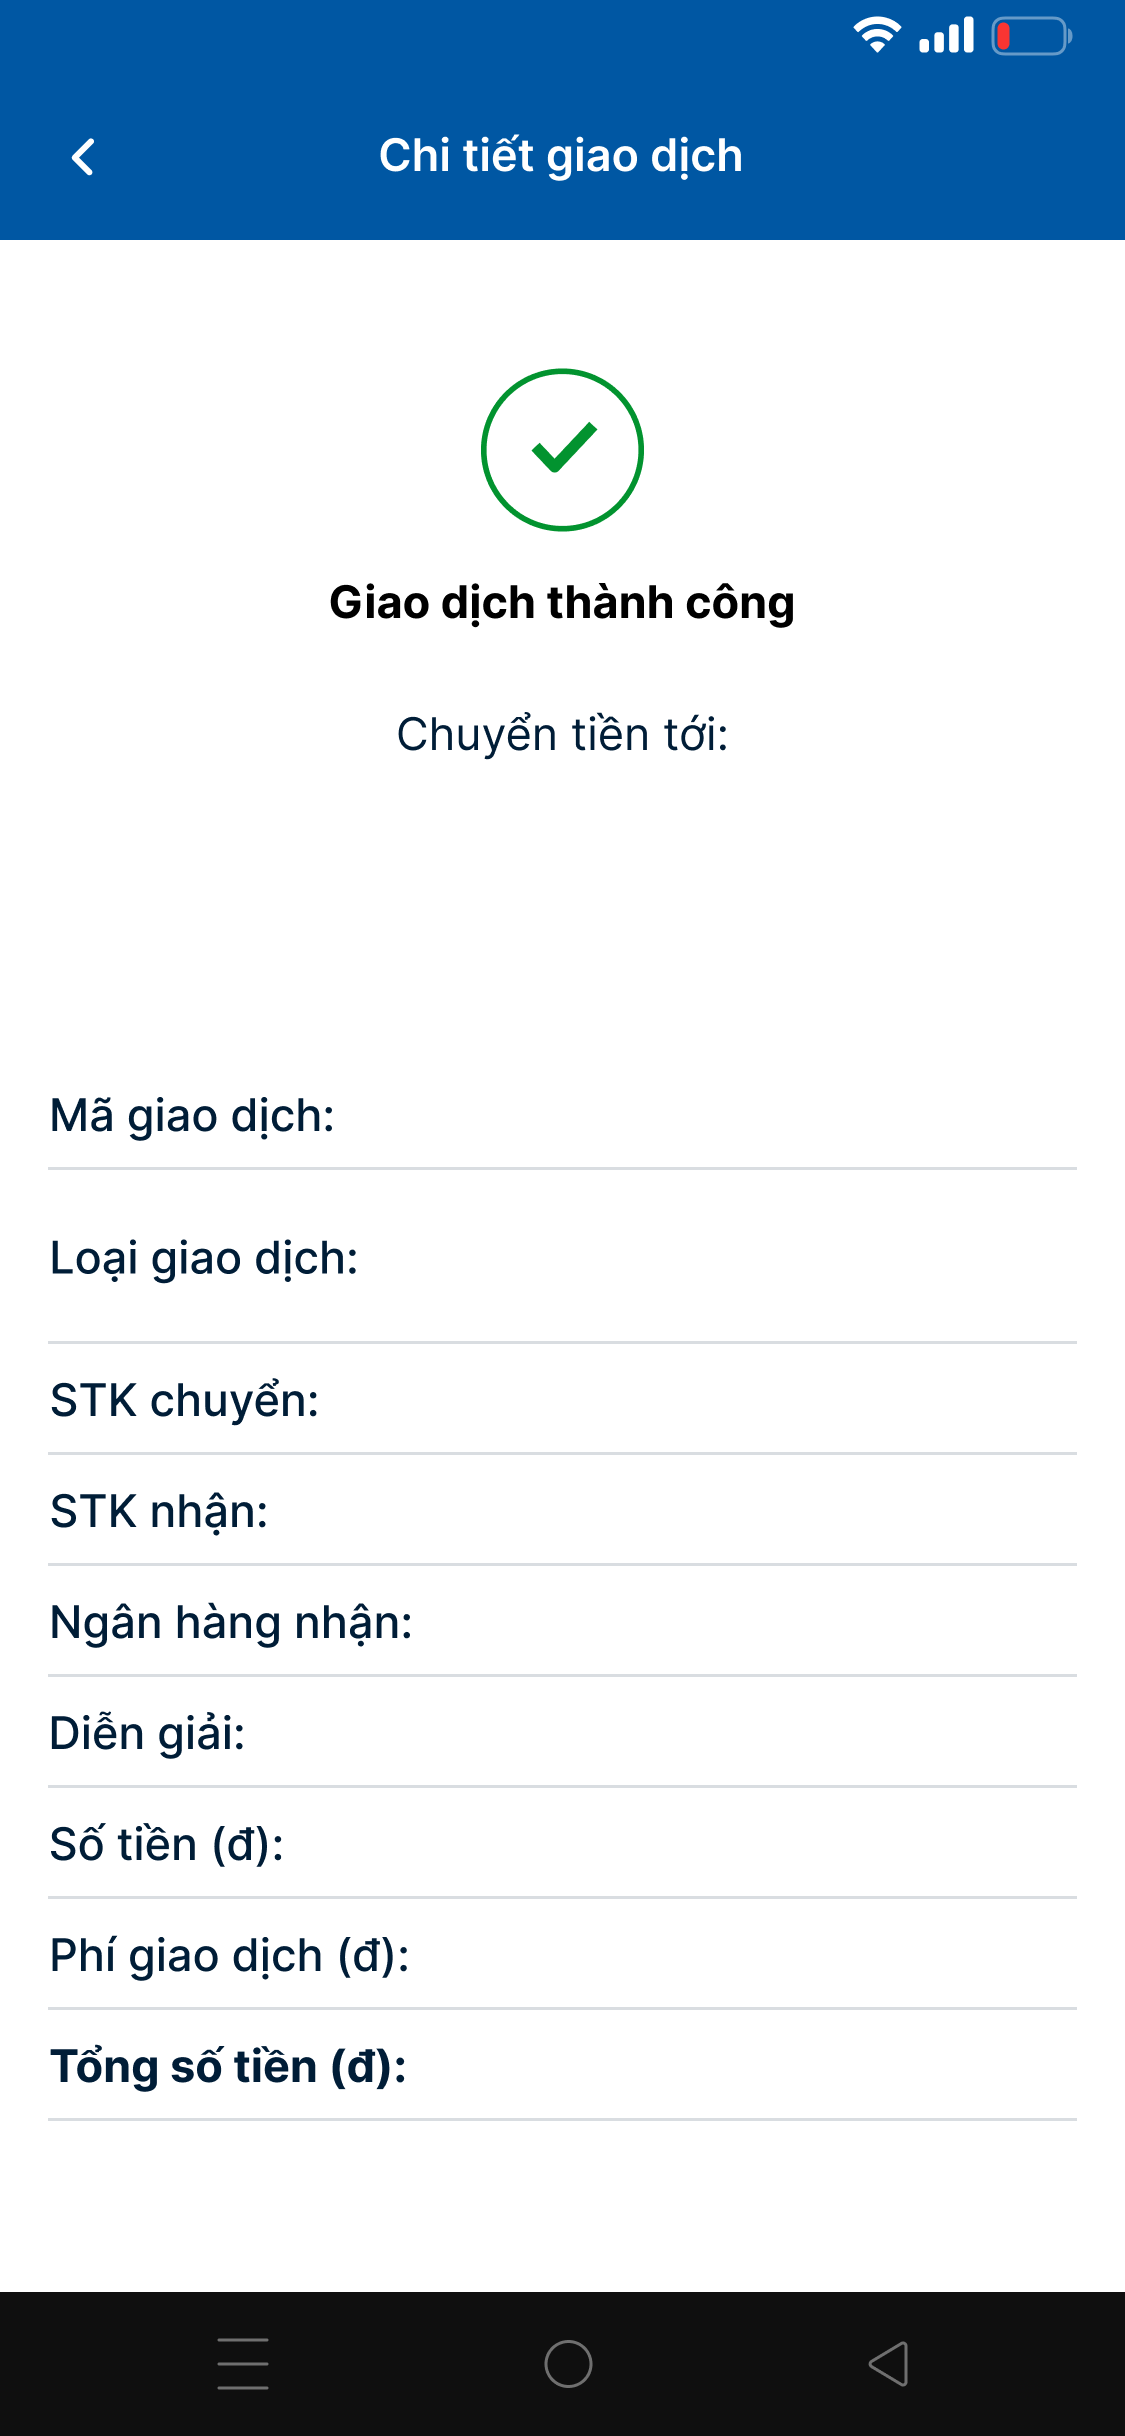 Chi tiết giao dịch
Giao dịch thành công
Chuyển tiền tới:
Mã giao dịch:
Loại giao dịch:
STK chuyển:
STK nhận:
Ngân hàng nhận:
Diễn giải:
Số tiền (đ):
Phí giao dịch (đ):
Tổng số tiền (đ):